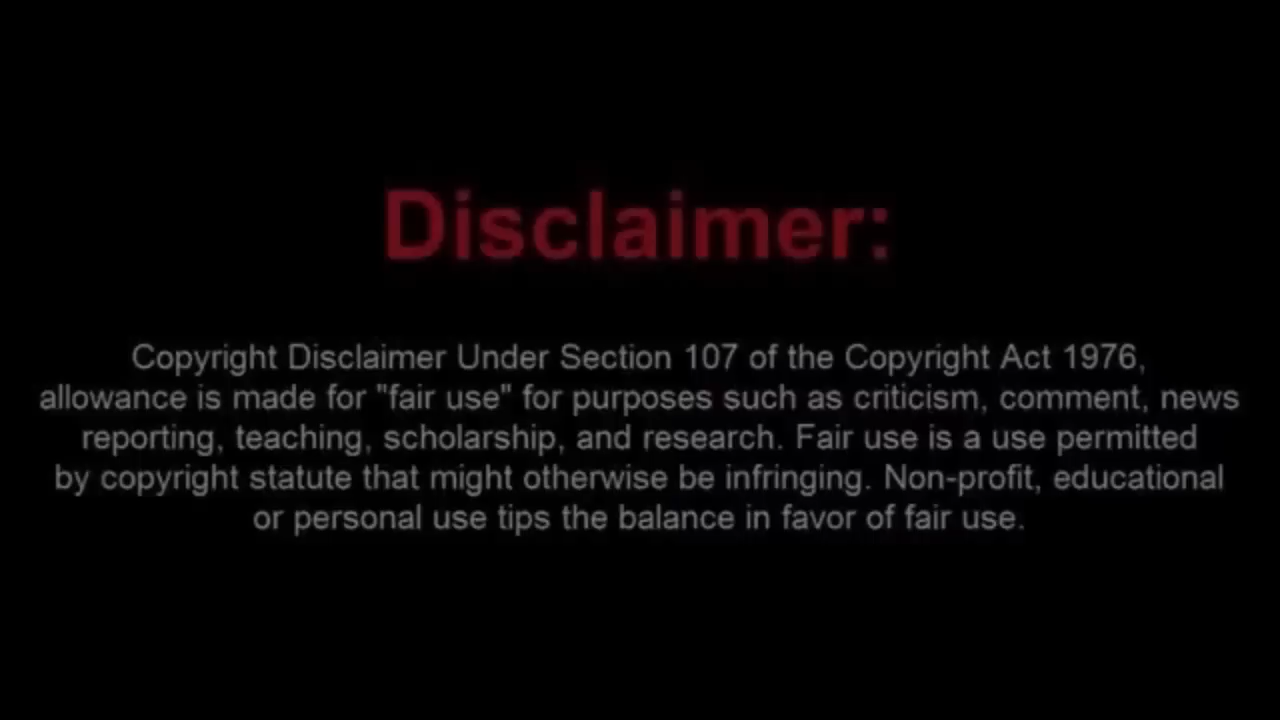 Disclaimer:
Copyright Disclaimer Under Section 107 of the Copyright Act 1976,
allowance is made for "fair use" for purposes such as criticism, comment, news
reporting, teaching, scholarship, and research. Fair use is a use permitted
by copyright statute that might otherwise be infringing. Non-profit, educational
or personal use tips the balance in favor of fair use.